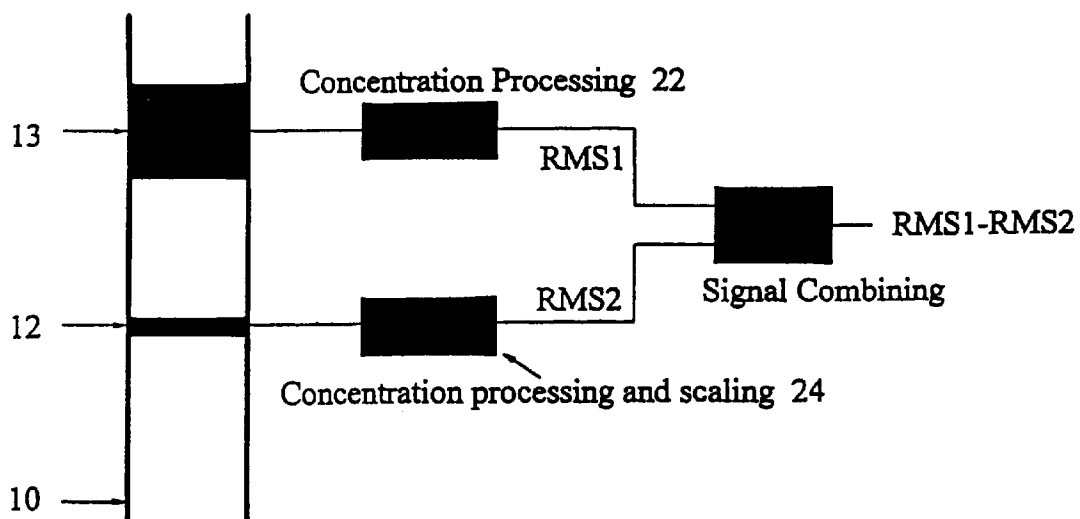 Concentration Processing 22
13
RMS1
RMS1-RMS2
Signal Combining
RMS2
12
Concentration processing and scaling 24
10